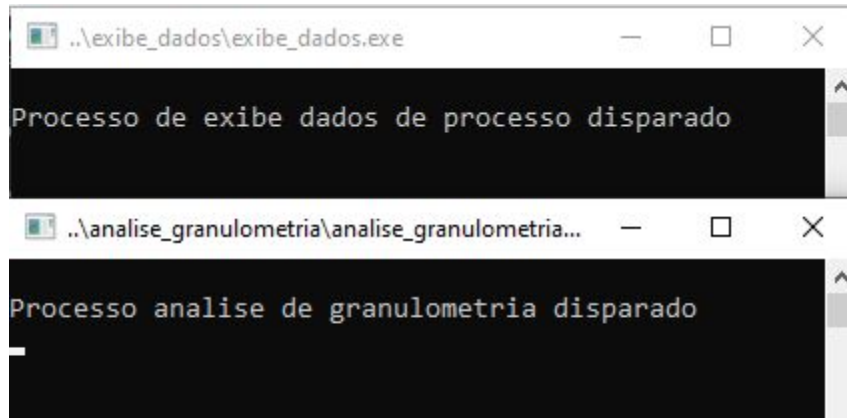 ..\exibe_dados\exibe_dados.exe
Processo de exibe dados de processo disparado
..\analise_granulometria\analise_granulometria...
Processo analise de granulometria disparado